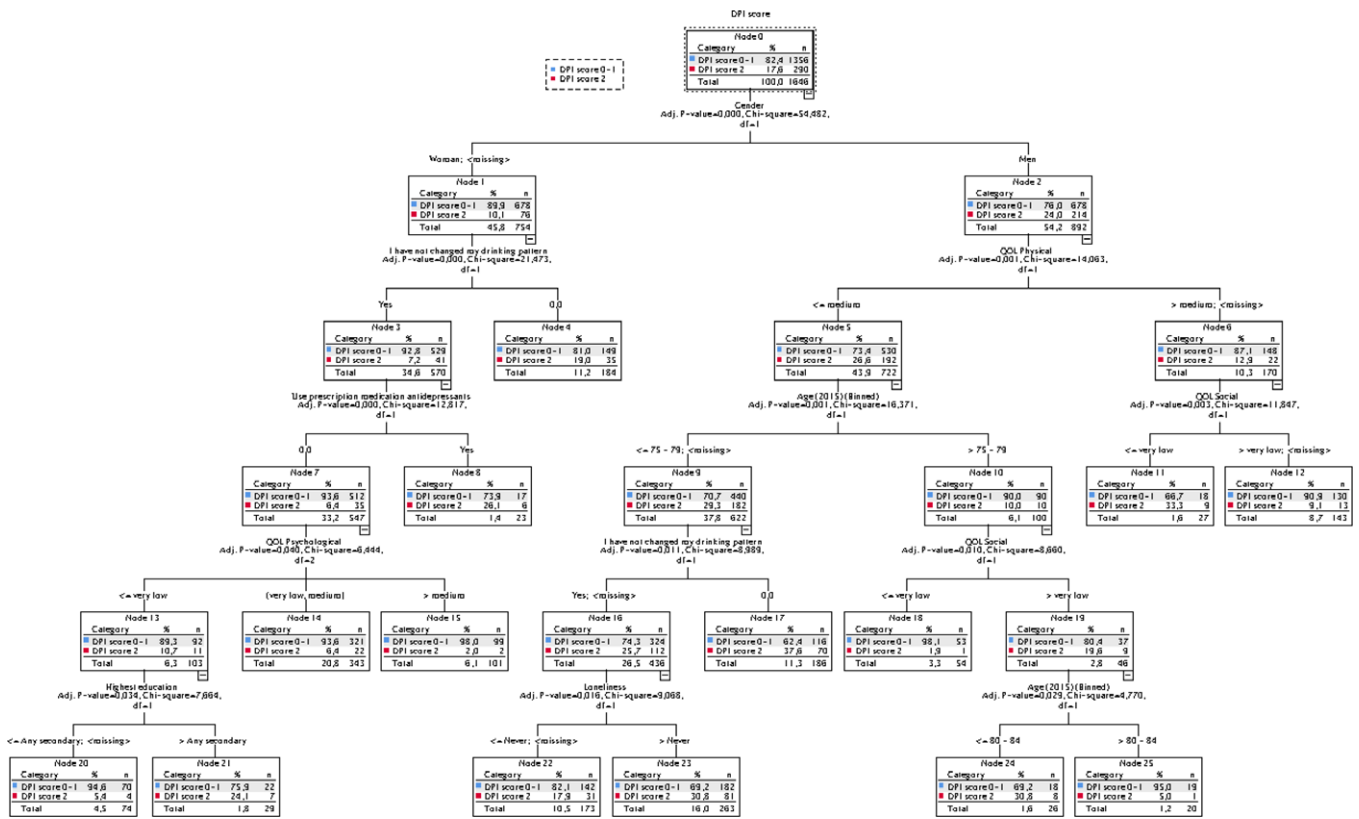 DPI score
Node 0
Category % n
DPI score 0-1 82,4 1356
DPI score 2 17,6 290
Total 100,0 1646
DPI score 0-1
DPI score 2
Gender
Adj. P-value=0,000, Chi-square=54,482,
df=1
Woman; <missing>
Men
Node 1
Category % n
DPI score 0-1 89,9 678
DPI score 2 10,1 76
Total 45,8 754
Node 2
Category % n
DPI score 0-1 76,0 678
DPI score 2 24,0 214
Total 54,2 892
I have not changed my drinking pattern
Adj. P-value=0,000, Chi-square=21,473,
df=1
QOL Physical
Adj. P-value=0,001, Chi-square=14,063,
df=1
Yes
0,0
<= medium
> medium; <missing>
Node 3
Category % n
DPI score 0-1 92,8 529
DPI score 2 7,2 41
Total 34,6 570
Node 4
Category % n
DPI score 0-1 81,0 149
DPI score 2 19,0 35
Total 11,2 184
Node 5
Category % n
DPI score 0-1 73,4 530
DPI score 2 26,6 192
Total 43,9 722
Node 6
Category % n
DPI score 0-1 87,1 148
DPI score 2 12,9 22
Total 10,3 170
Use prescription medication antidepressants
Adj. P-value=0,000, Chi-square=12,817,
df=1
Age (2015) (Binned)
Adj. P-value=0,001, Chi-square=16,371,
df=1
QOL Social
Adj. P-value=0,003, Chi-square=11,847,
df=1
0,0
Yes
<= 75 - 79; <missing>
> 75 - 79
<= very low
> very low; <missing>
Node 7
Category % n
DPI score 0-1 93,6 512
DPI score 2 6,4 35
Total 33,2 547
Node 8
Category % n
DPI score 0-1 73,9 17
DPI score 2 26,1 6
Total 1,4 23
Node 9
Category % n
DPI score 0-1 70,7 440
DPI score 2 29,3 182
Total 37,8 622
Node 10
Category % n
DPI score 0-1 90,0 90
DPI score 2 10,0 10
Total 6,1 100
Node 11
Category % n
DPI score 0-1 66,7 18
DPI score 2 33,3 9
Total 1,6 27
Node 12
Category % n
DPI score 0-1 90,9 130
DPI score 2 9,1 13
Total 8,7 143
QOL Psychological
Adj. P-value=0,040, Chi-square=6,444,
df=2
I have not changed my drinking pattern
Adj. P-value=0,011, Chi-square=8,989,
df=1
QOL Social
Adj. P-value=0,010, Chi-square=8,660,
df=1
<= very low
(very low, medium]
> medium
Yes; <missing>
0,0
<= very low
> very low
Node 13
Category % n
DPI score 0-1 89,3 92
DPI score 2 10,7 11
Total 6,3 103
Node 14
Category % n
DPI score 0-1 93,6 321
DPI score 2 6,4 22
Total 20,8 343
Node 15
Category % n
DPI score 0-1 98,0 99
DPI score 2 2,0 2
Total 6,1 101
Node 16
Category % n
DPI score 0-1 74,3 324
DPI score 2 25,7 112
Total 26,5 436
Node 17
Category % n
DPI score 0-1 62,4 116
DPI score 2 37,6 70
Total 11,3 186
Node 18
Category % n
DPI score 0-1 98,1 53
DPI score 2 1,9 1
Total 3,3 54
Node 19
Category % n
DPI score 0-1 80,4 37
DPI score 2 19,6 9
Total 2,8 46
Highest education
Adj. P-value=0,034, Chi-square=7,664,
df=1
Loneliness
Adj. P-value=0,016, Chi-square=9,068,
df=1
Age (2015) (Binned)
Adj. P-value=0,029, Chi-square=4,770,
df=1
<= Any secondary; <missing>
> Any secondary
<= Never; <missing>
> Never
<= 80 - 84
> 80 - 84
Node 20
Category % n
DPI score 0-1 94,6 70
DPI score 2 5,4 4
Total 4,5 74
Node 21
Category % n
DPI score 0-1 75,9 22
DPI score 2 24,1 7
Total 1,8 29
Node 22
Category % n
DPI score 0-1 82,1 142
DPI score 2 17,9 31
Total 10,5 173
Node 23
Category % n
DPI score 0-1 69,2 182
DPI score 2 30,8 81
Total 16,0 263
Node 24
Category % n
DPI score 0-1 69,2 18
DPI score 2 30,8 8
Total 1,6 26
Node 25
Category % n
DPI score 0-1 95,0 19
DPI score 2 5,0 1
Total 1,2 20